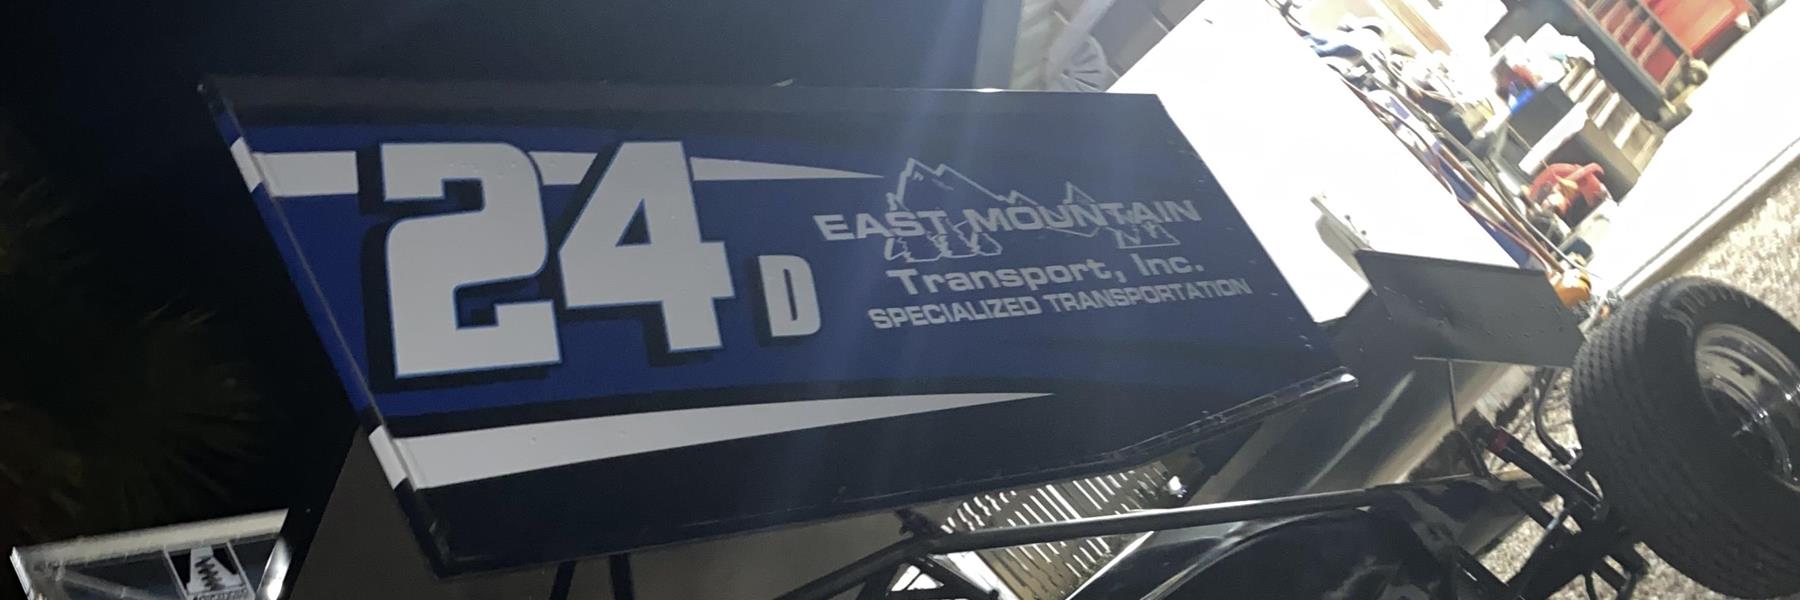 24
D
EAST MOUNTAIN
Transport, Inc.
SPECIALIZED TRANSPORTATION